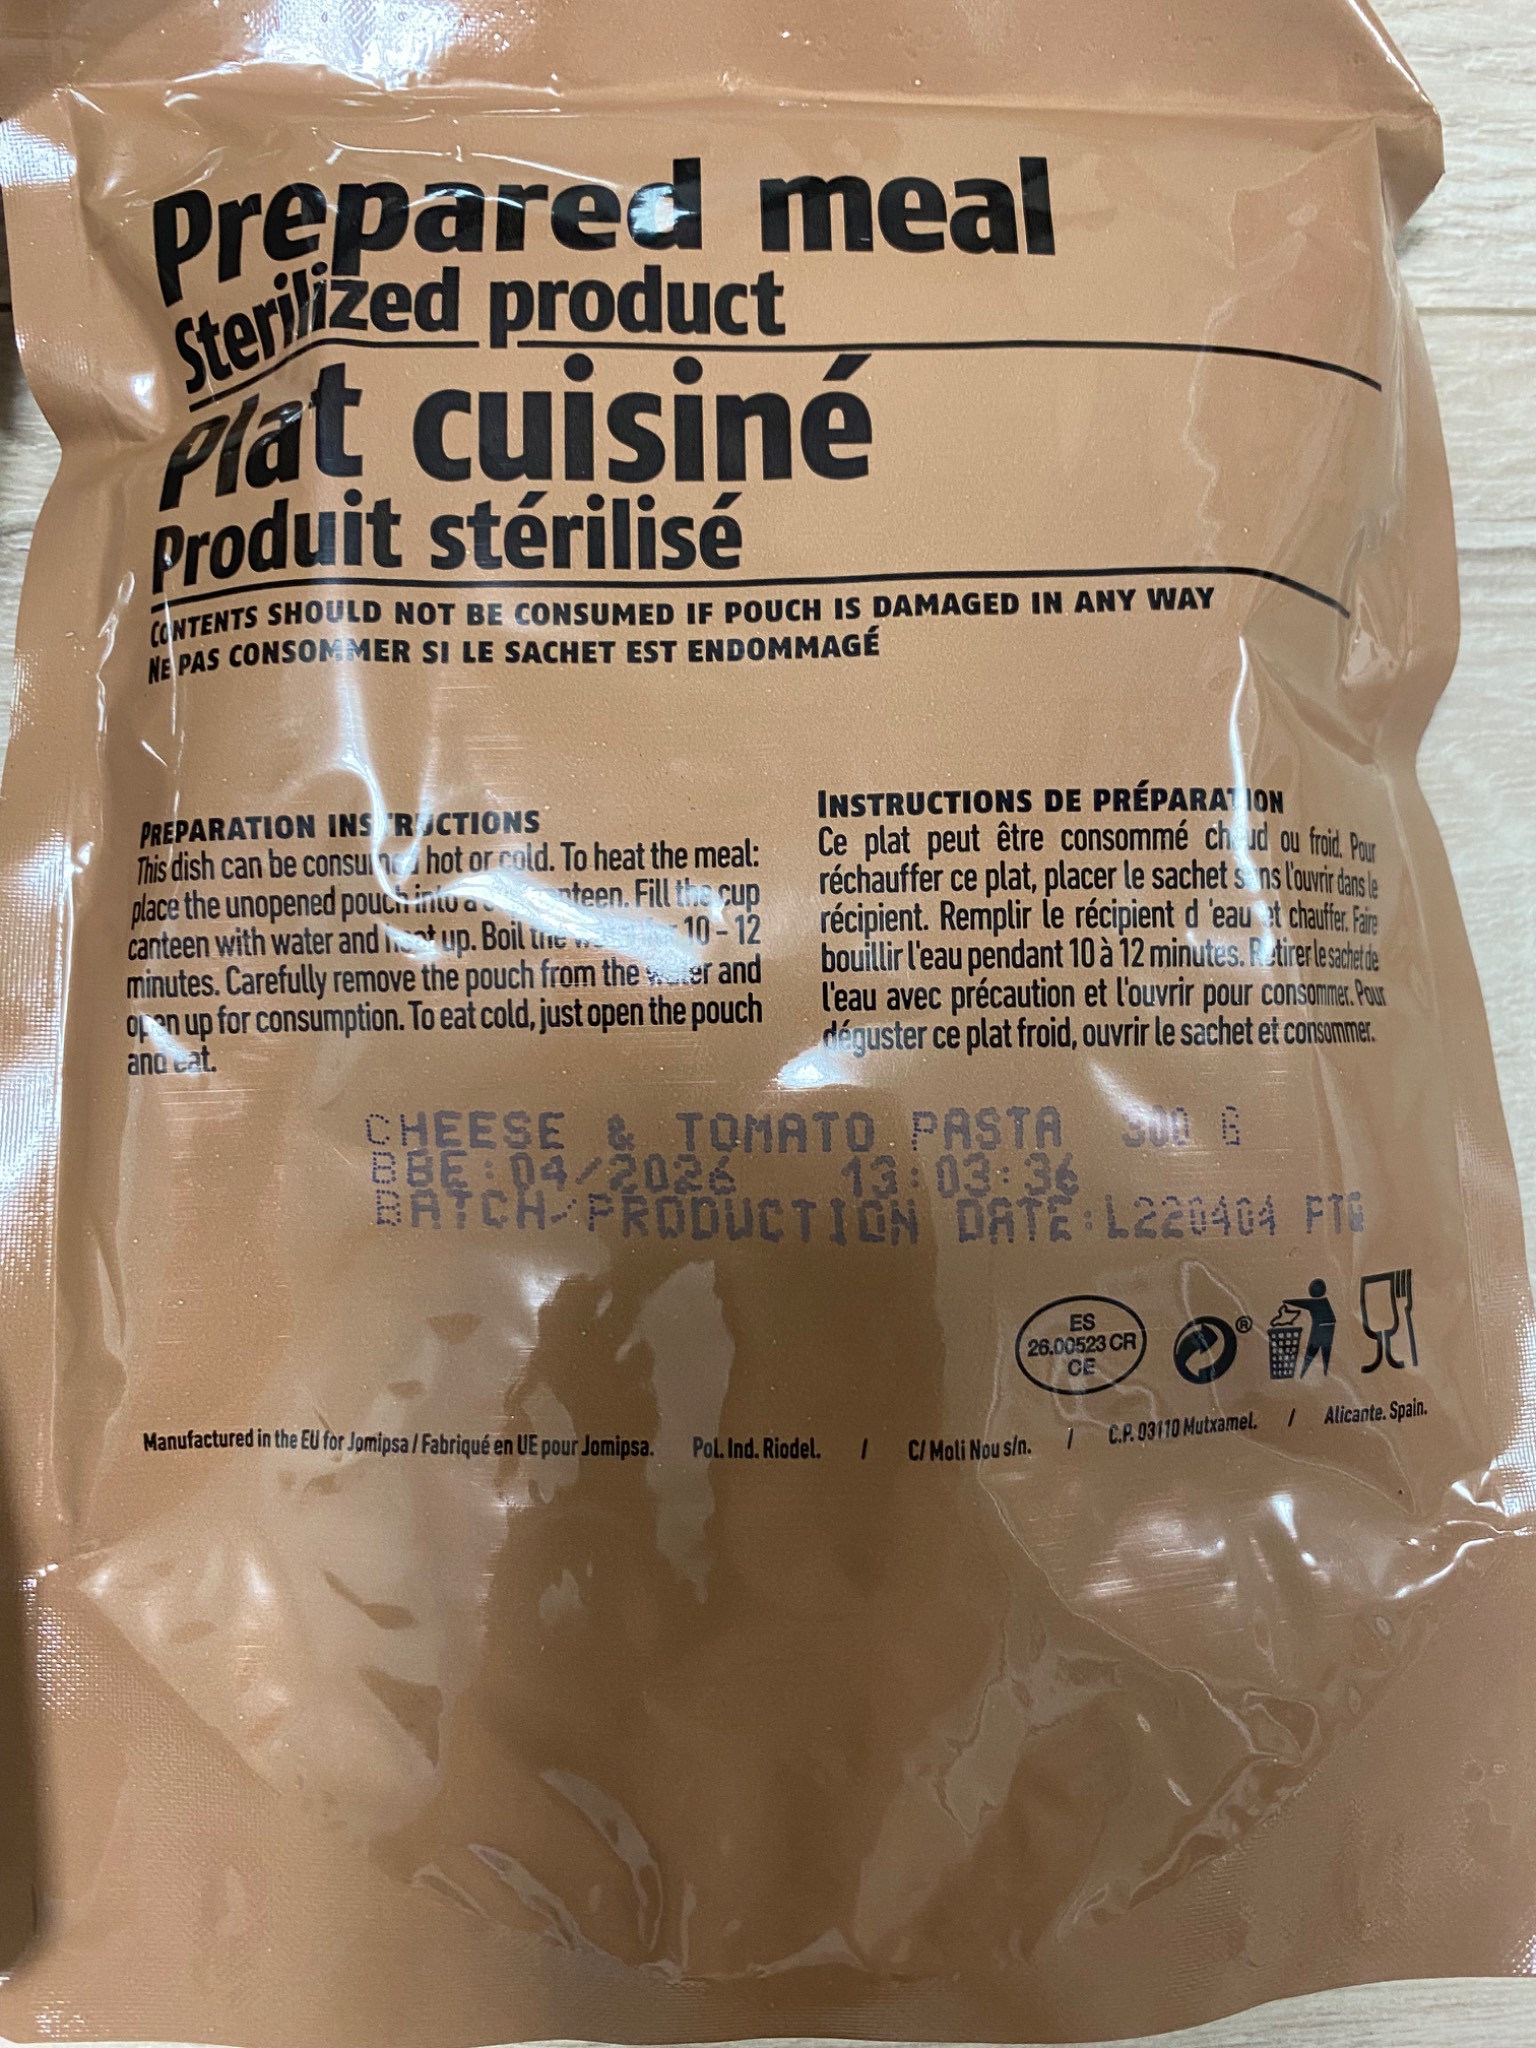 Prepared meal
Sterilized product
Plat cuisiné
Produit stérilisé
CONTENTS SHOULD NOT BE CONSUMED IF POUCH IS DAMAGED IN ANY WAY
NE PAS CONSOMMER SI LE SACHET EST ENDOMMAGÉ
PREPARATION INSTRUCTIONS
This dish can be consumed hot or cold. To heat the meal:
place the unopened pouch into a canteen. Fill the cup
canteen with water and heat up. Boil the 10 - 12
minutes. Carefully remove the pouch from the water and
open up for consumption. To eat cold, just open the pouch
and eat.
INSTRUCTIONS DE PRÉPARATION
Ce plat peut être consommé chaud ou froid. Pour
réchauffer ce plat, placer le sachet sans l'ouvrir dans le
récipient. Remplir le récipient d 'eau et chauffer. Faire
bouillir l'eau pendant 10 à 12 minutes. Retirer le sachet de
l'eau avec précaution et l'ouvrir pour consommer. Pour
déguster ce plat froid, ouvrir le sachet et consommer.
CHEESE & TOMATO PASTA 300 G
BBE:04/2026 13:03:36
BATCH/PRODUCTION DATE:L220404
ES
26.00523 CR
CE
®
Manufactured in the EU for Jomipsa / Fabriqué en UE pour Jomipsa. Pol. Ind. Riodel. / C/ Moli Nou s/n. / C.P. 03110 Mutxamel. / Alicante. Spain.